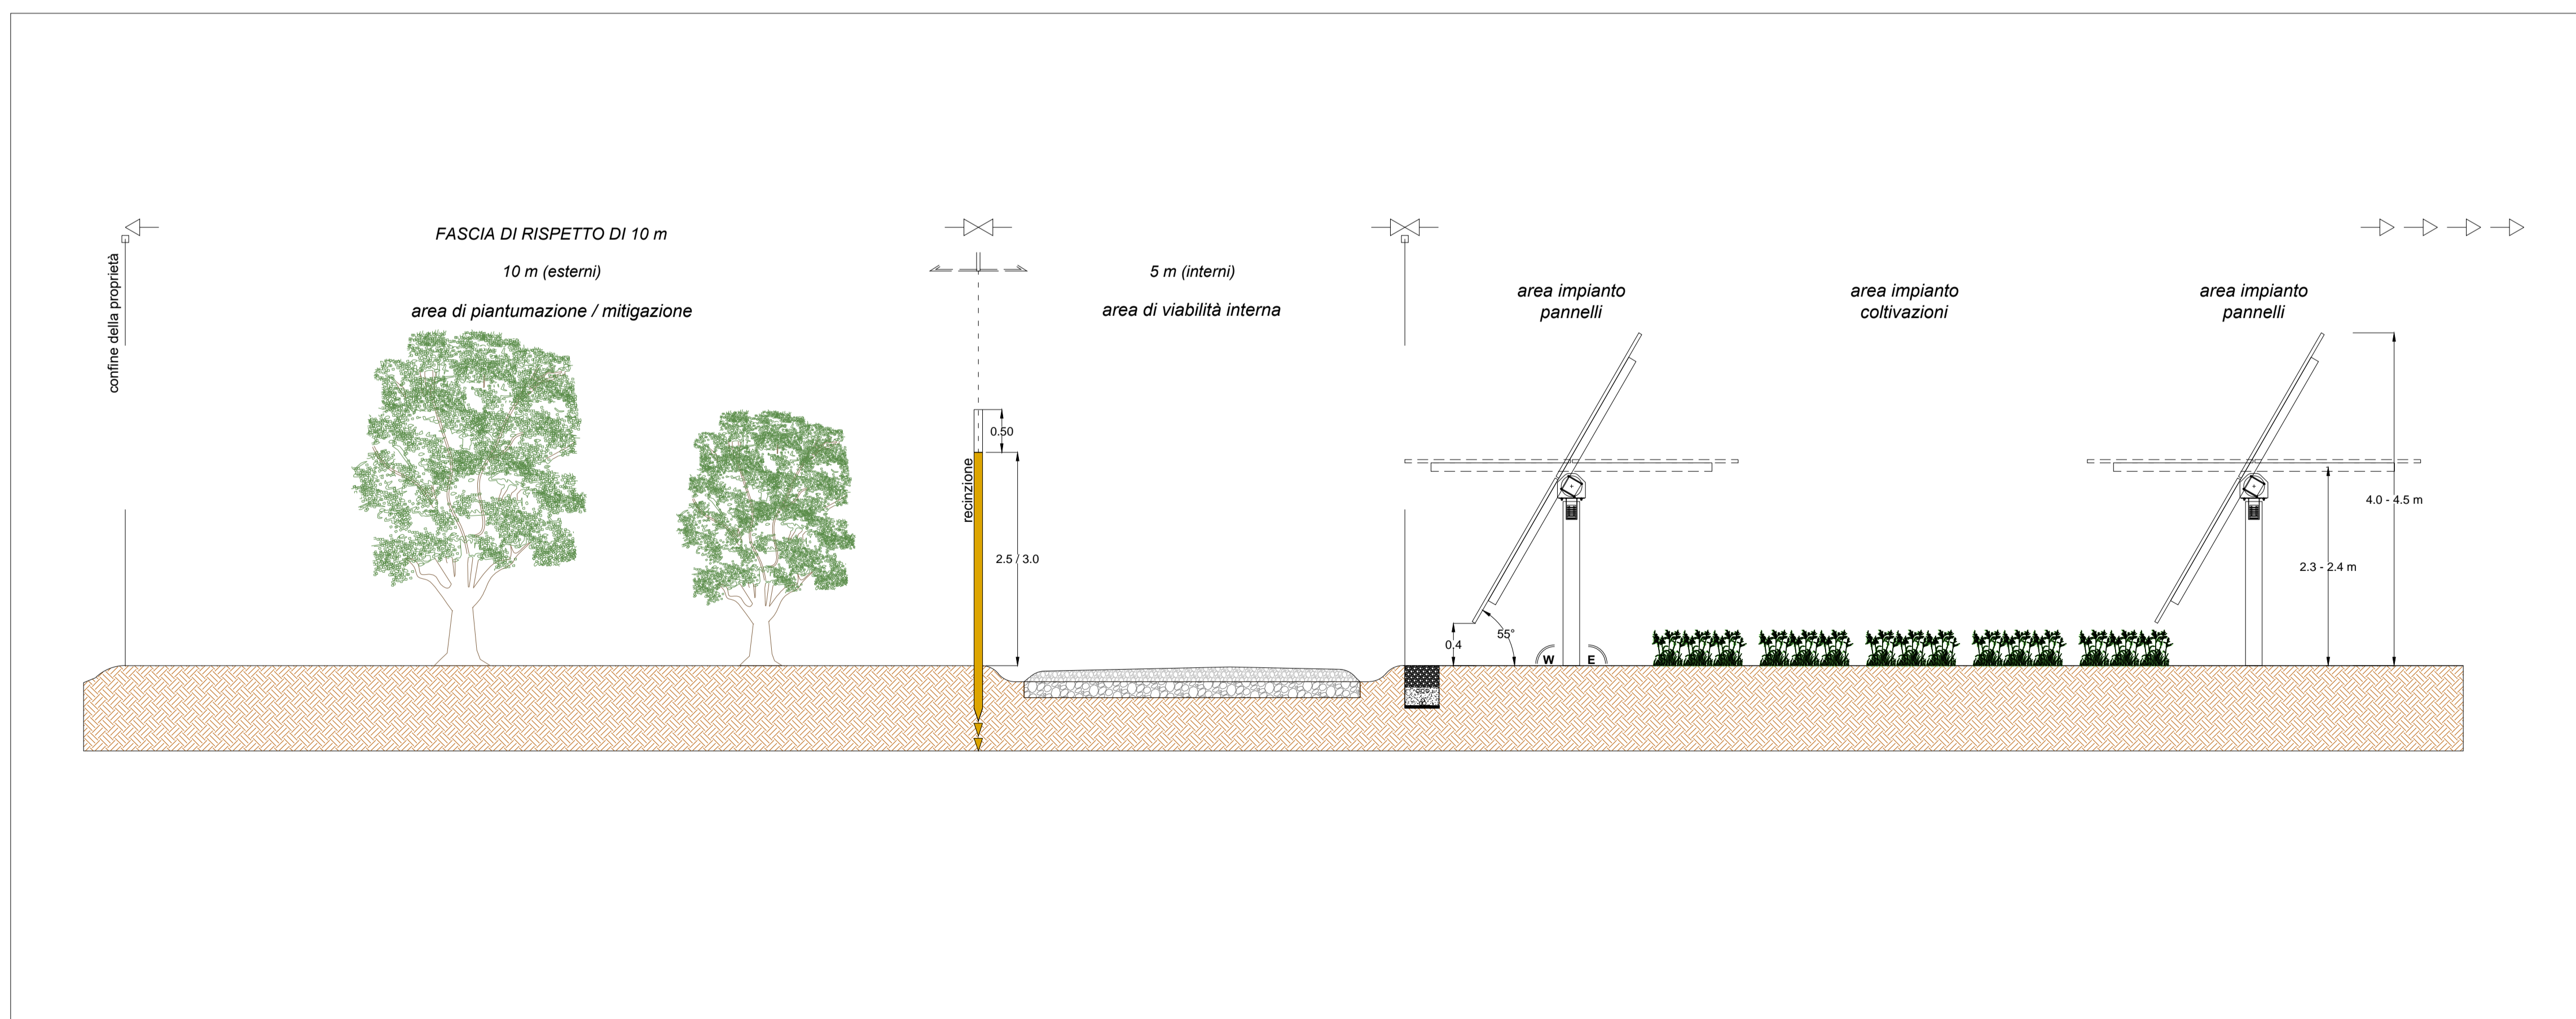 FASCIA DI RISPETTO DI 10 m
10 m (esterni)
area di piantumazione / mitigazione
confine della proprietà
5 m (interni)
area di viabilità interna
area impianto
pannelli
area impianto
coltivazioni
area impianto
pannelli
recinzione
0.50
2.5 / 3.0
0.4
55°
W
E
2.3 - 2.4 m
4.0 - 4.5 m